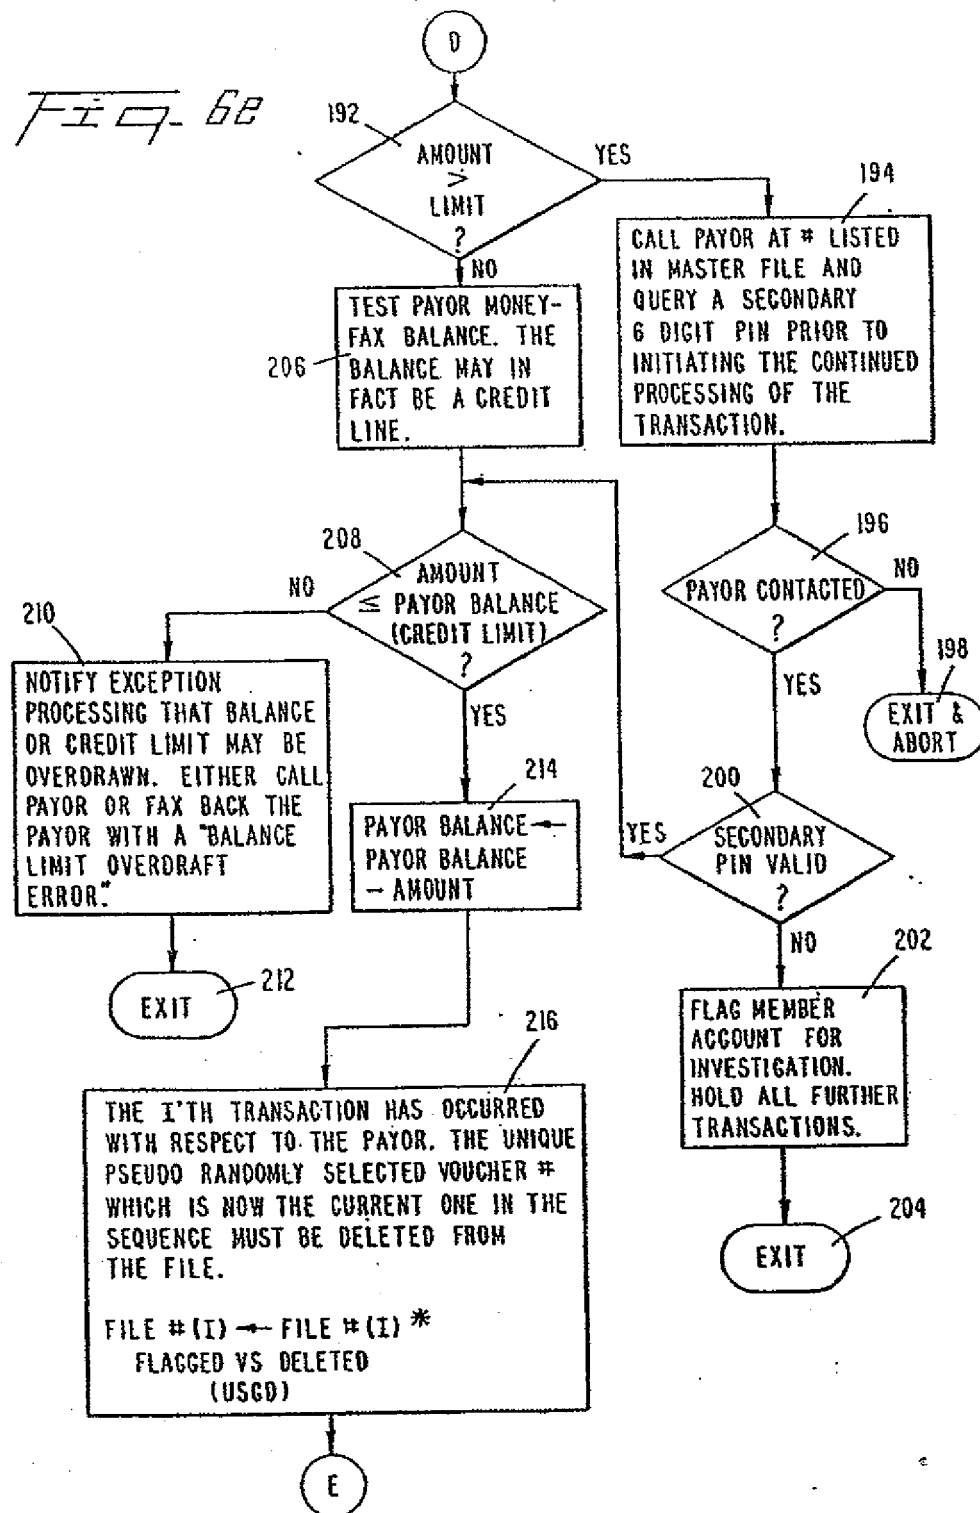 D
Fig. 6e
192
AMOUNT
>
LIMIT
?
YES
NO
194
CALL PAYOR AT # LISTED
IN MASTER FILE AND
QUERY A SECONDARY
6 DIGIT PIN PRIOR TO
INITIATING THE CONTINUED
PROCESSING OF THE
TRANSACTION.
206
TEST PAYOR MONEY-
FAX BALANCE. THE
BALANCE MAY IN
FACT BE A CREDIT
LINE.
196
PAYOR CONTACTED
?
NO
YES
198
EXIT &
ABORT
208
AMOUNT
≤ PAYOR BALANCE
(CREDIT LIMIT)
?
NO
YES
210
NOTIFY EXCEPTION
PROCESSING THAT BALANCE
OR CREDIT LIMIT MAY BE
OVERDRAWN. EITHER CALL
PAYOR OR FAX BACK THE
PAYOR WITH A "BALANCE
LIMIT OVERDRAFT
ERROR."
212
EXIT
214
PAYOR BALANCE ←
PAYOR BALANCE
- AMOUNT
200
SECONDARY
PIN VALID
?
YES
NO
202
FLAG MEMBER
ACCOUNT FOR
INVESTIGATION.
HOLD ALL FURTHER
TRANSACTIONS.
204
EXIT
216
THE I'TH TRANSACTION HAS OCCURRED
WITH RESPECT TO THE PAYOR. THE UNIQUE
PSEUDO RANDOMLY SELECTED VOUCHER #
WHICH IS NOW THE CURRENT ONE IN THE
SEQUENCE MUST BE DELETED FROM
THE FILE.
FILE #(I) ← FILE #(I) *
FLAGGED VS DELETED
(USGD)
E